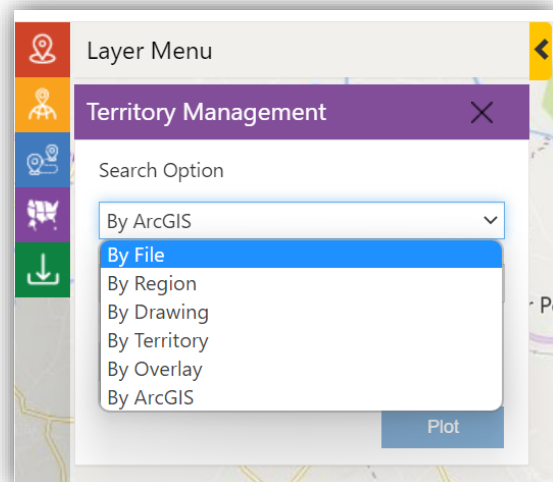 Layer Menu
Territory Management
Search Option
By ArcGIS
By File
By Region
By Drawing
By Territory
By Overlay
By ArcGIS
Plot